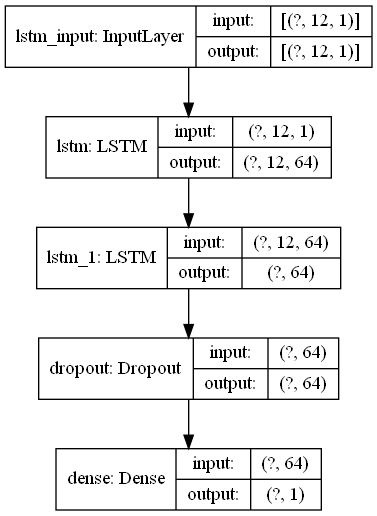 lstm_input: InputLayer
input: [(?, 12, 1)]
output: [(?, 12, 1)]
lstm: LSTM
input: (?, 12, 1)
output: (?, 12, 64)
lstm_1: LSTM
input: (?, 12, 64)
output: (?, 64)
dropout: Dropout
input: (?, 64)
output: (?, 64)
dense: Dense
input: (?, 64)
output: (?, 1)